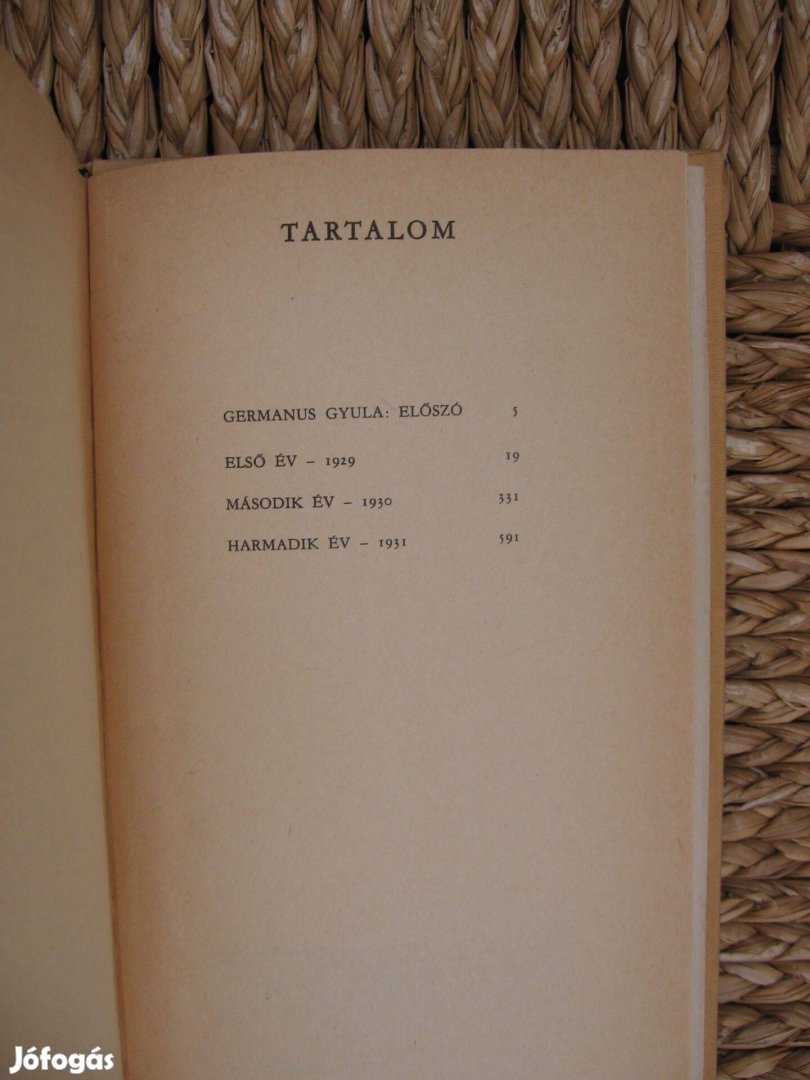 TARTALOM
GERMANUS GYULA: ELŐSZÓ 5
ELSŐ ÉV – 1929 19
MÁSODIK ÉV – 1930 331
HARMADIK ÉV – 1931 591
Jófogás